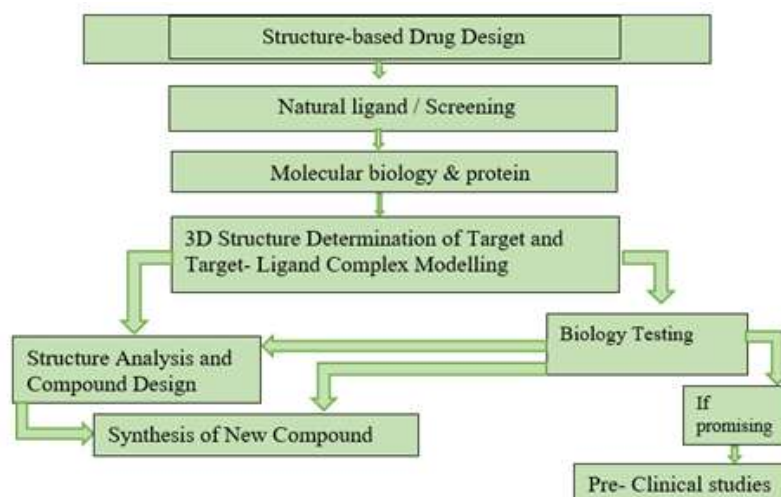 Structure-based Drug Design
Natural ligand / Screening
Molecular biology & protein
3D Structure Determination of Target and
Target- Ligand Complex Modelling
Biology Testing
Structure Analysis and
Compound Design
If
promising
Synthesis of New Compound
Pre- Clinical studies